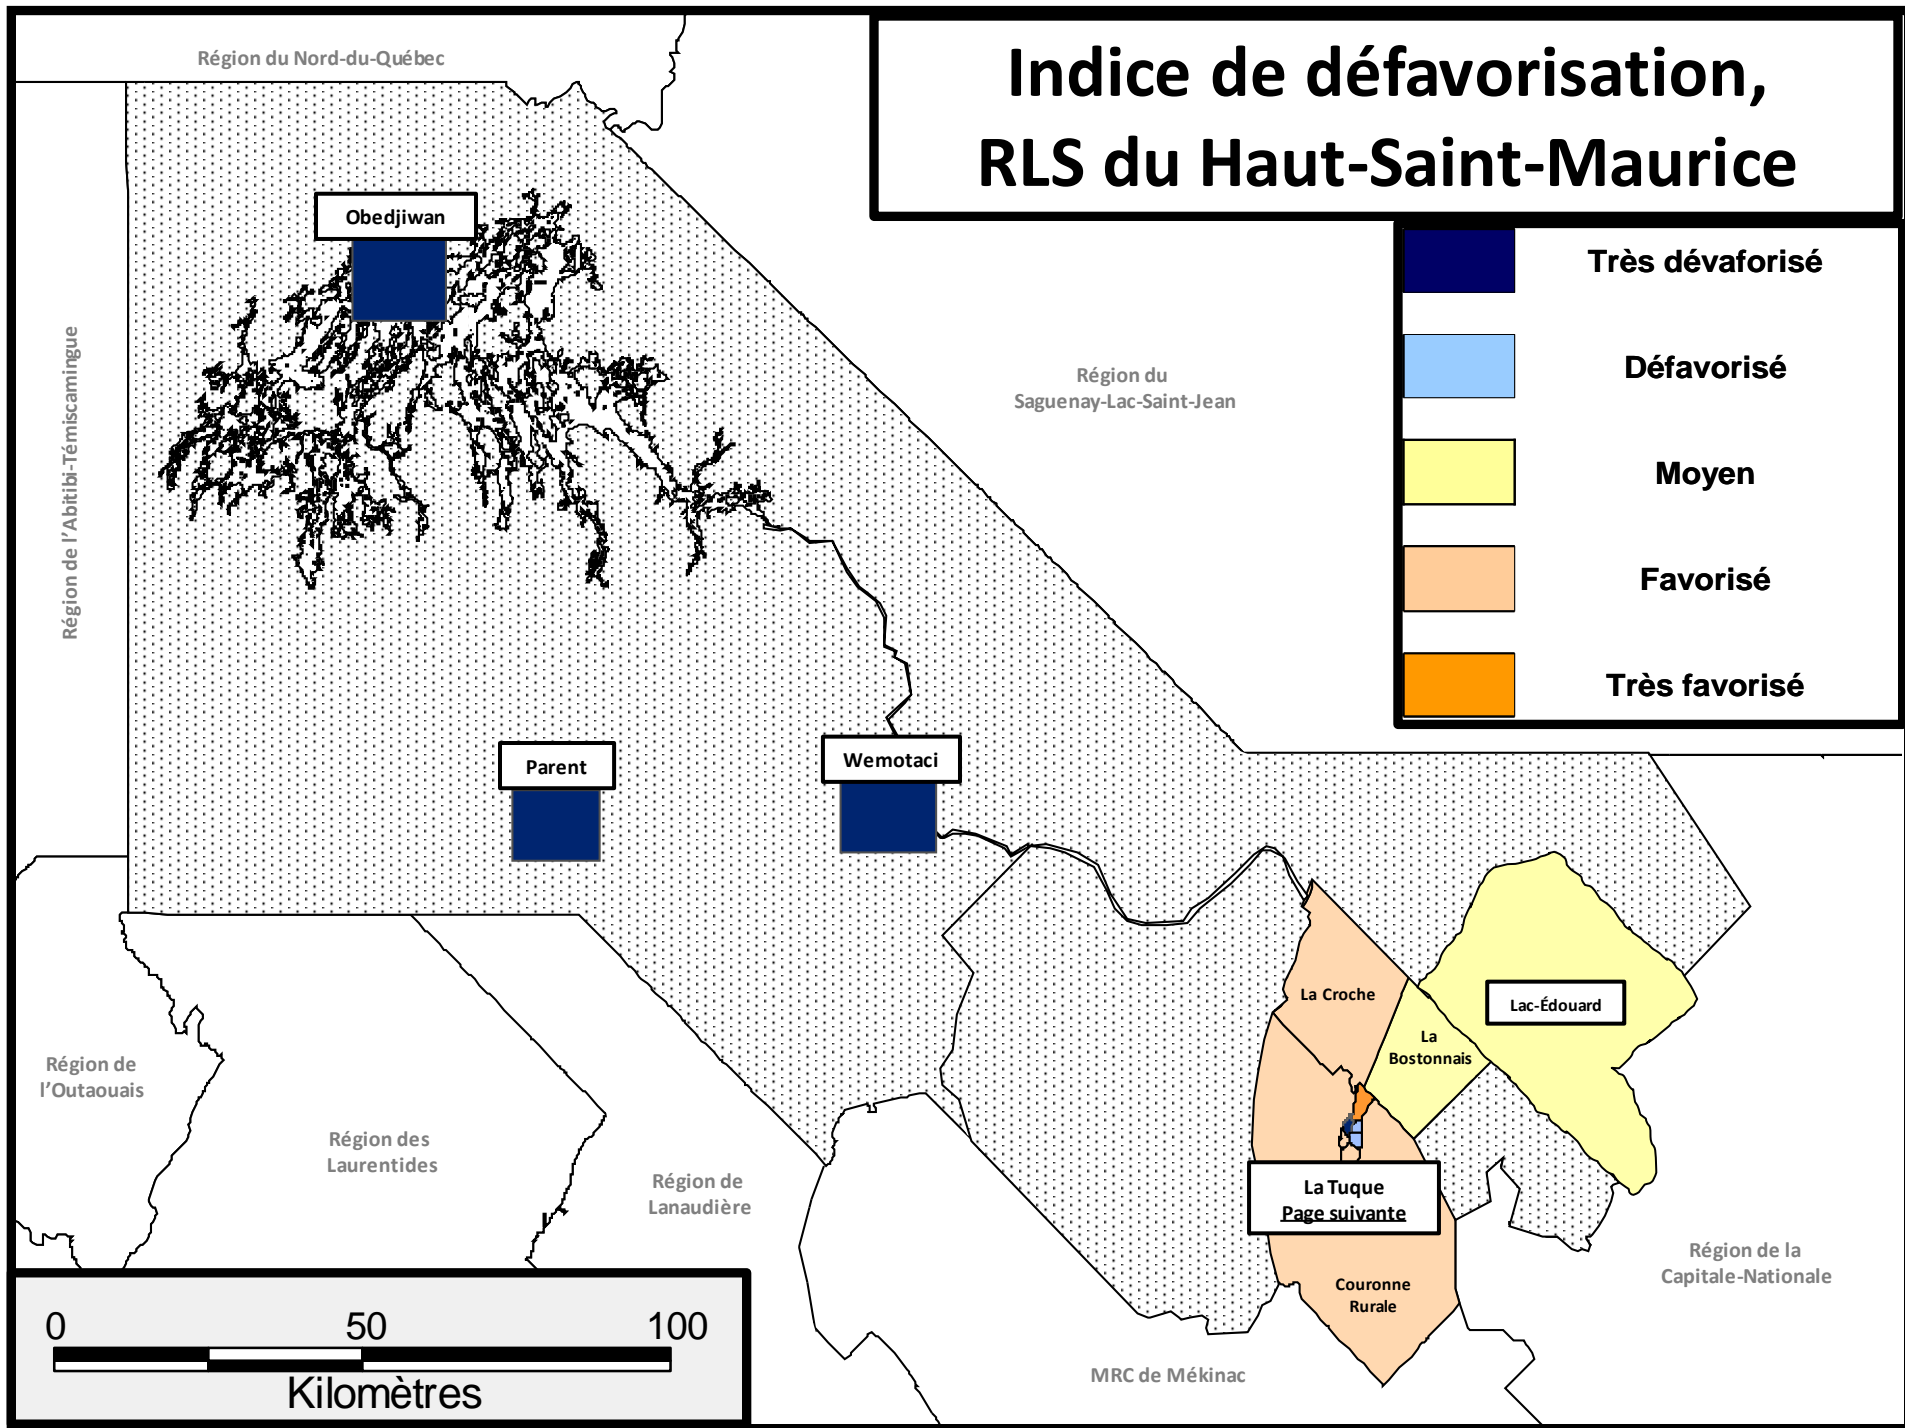 Indice de défavorisation,
RLS du Haut-Saint-Maurice
Région du Nord-du-Québec
Obedjiwan
Très dévaforisé
Défavorisé
Moyen
Favorisé
Très favorisé
Région de l’Abitibi-Témiscamingue
Région du
Saguenay-Lac-Saint-Jean
Parent
Wemotaci
La Croche
Lac-Édouard
La
Bostonnais
Région de
l’Outaouais
Région des
Laurentides
Région de
Lanaudière
La Tuque
Page suivante
Région de la
Capitale-Nationale
Couronne
Rurale
MRC de Mékinac
0 50 100
Kilomètres